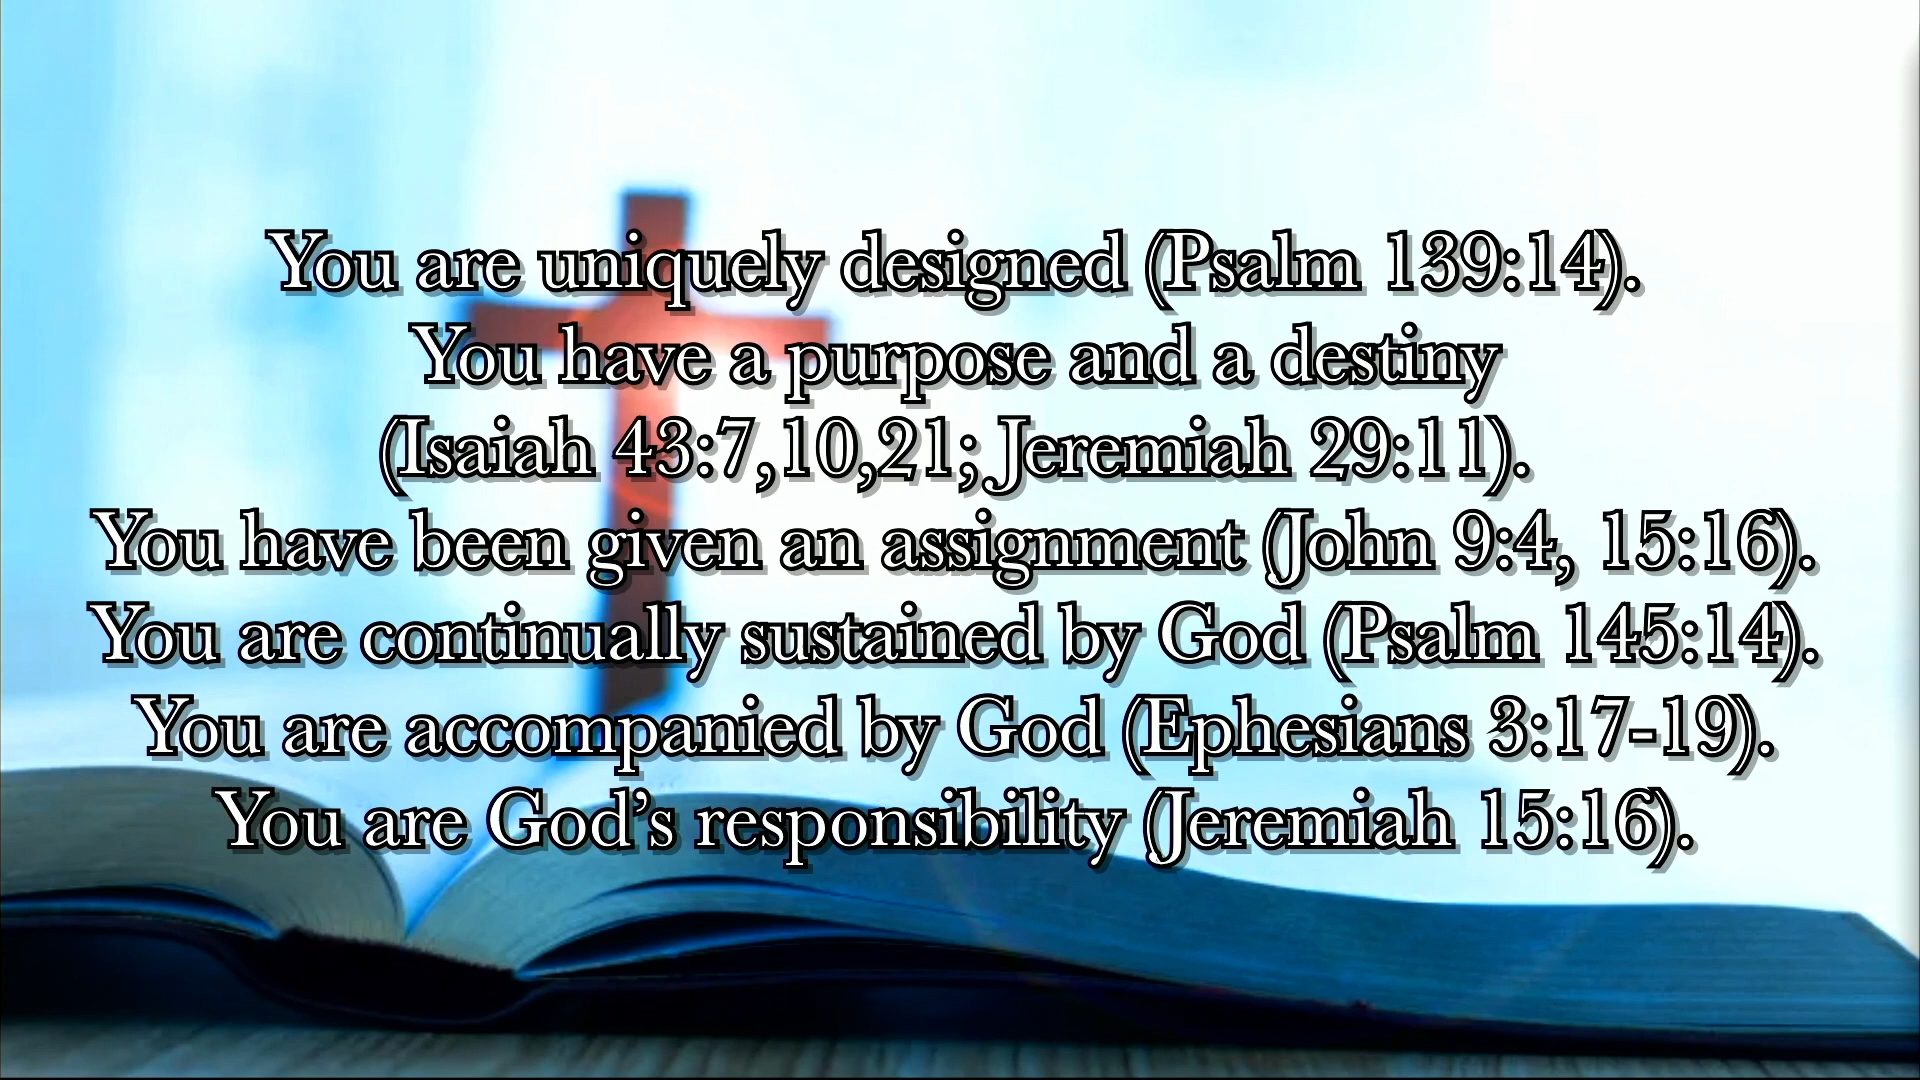 You are uniquely designed (Psalm 139:14).
You have a purpose and a destiny
(Isaiah 43:7,10,21; Jeremiah 29:11).
You have been given an assignment (John 9:4, 15:16).
You are continually sustained by God (Psalm 145:14).
You are accompanied by God (Ephesians 3:17-19).
You are God’s responsibility (Jeremiah 15:16).